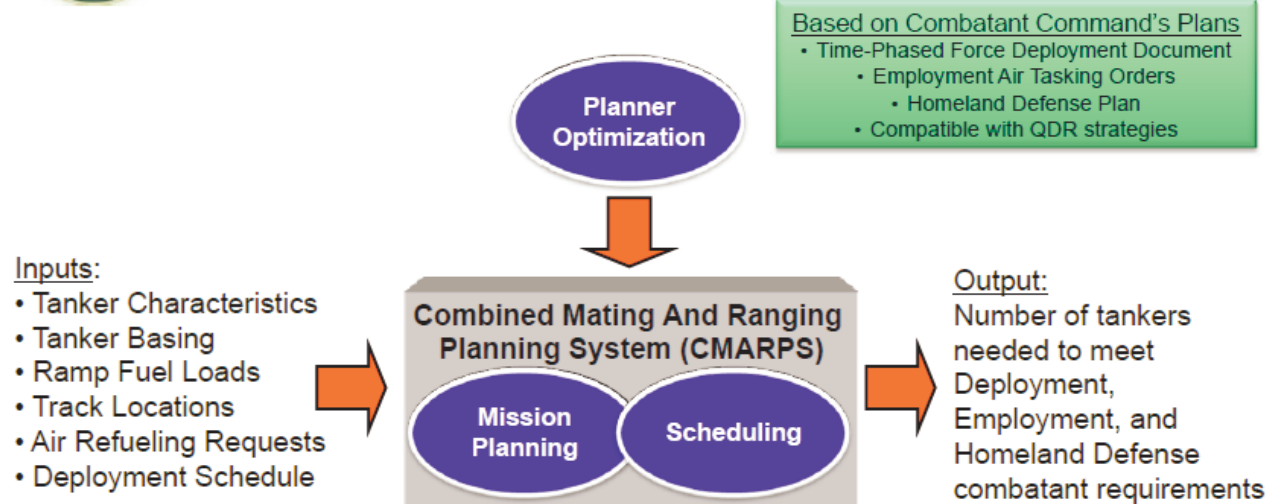 Based on Combatant Command's Plans
• Time-Phased Force Deployment Document
• Employment Air Tasking Orders
• Homeland Defense Plan
• Compatible with QDR strategies
Planner
Optimization
Inputs:
• Tanker Characteristics
• Tanker Basing
• Ramp Fuel Loads
• Track Locations
• Air Refueling Requests
• Deployment Schedule
Combined Mating And Ranging
Planning System (CMARPS)
Mission
Planning
Scheduling
Output:
Number of tankers
needed to meet
Deployment,
Employment, and
Homeland Defense
combatant requirements